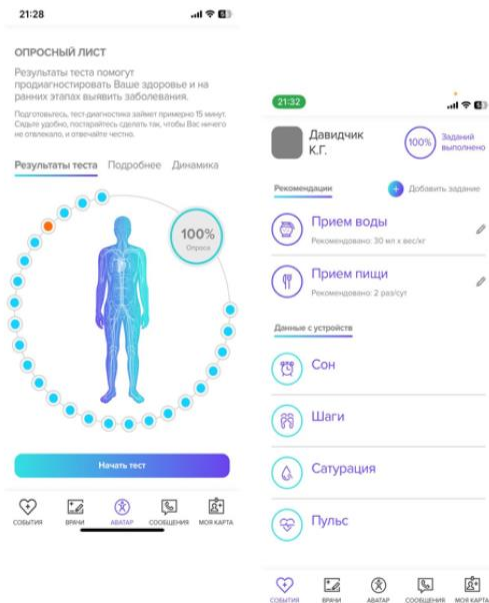 21:28
ОПРОСНЫЙ ЛИСТ
Результаты теста помогут
продиагностировать Ваше здоровье и на
ранних этапах выявить заболевания.
Подготовьтесь, тест-диагностика займет примерно 15 минут.
Сядьте удобно, постарайтесь сделать так, чтобы Вас ничего
не отвлекало, и отвечайте честно.
Результаты теста Подробнее Динамика
100%
Опроса
Начать тест
СОБЫТИЯ ВРАЧИ АВАТАР СООБЩЕНИЯ МОЯ КАРТА
21:32
Давидчик
К.Г.
100%
Заданий
выполнено
Рекомендации
Добавить задание
Прием воды
Рекомендовано: 30 мл х вес/кг
Прием пищи
Рекомендовано: 2 раз/сут
Данные с устройств
Сон
Шаги
Сатурация
Пульс
СОБЫТИЯ ВРАЧИ АВАТАР СООБЩЕНИЯ МОЯ КАРТА